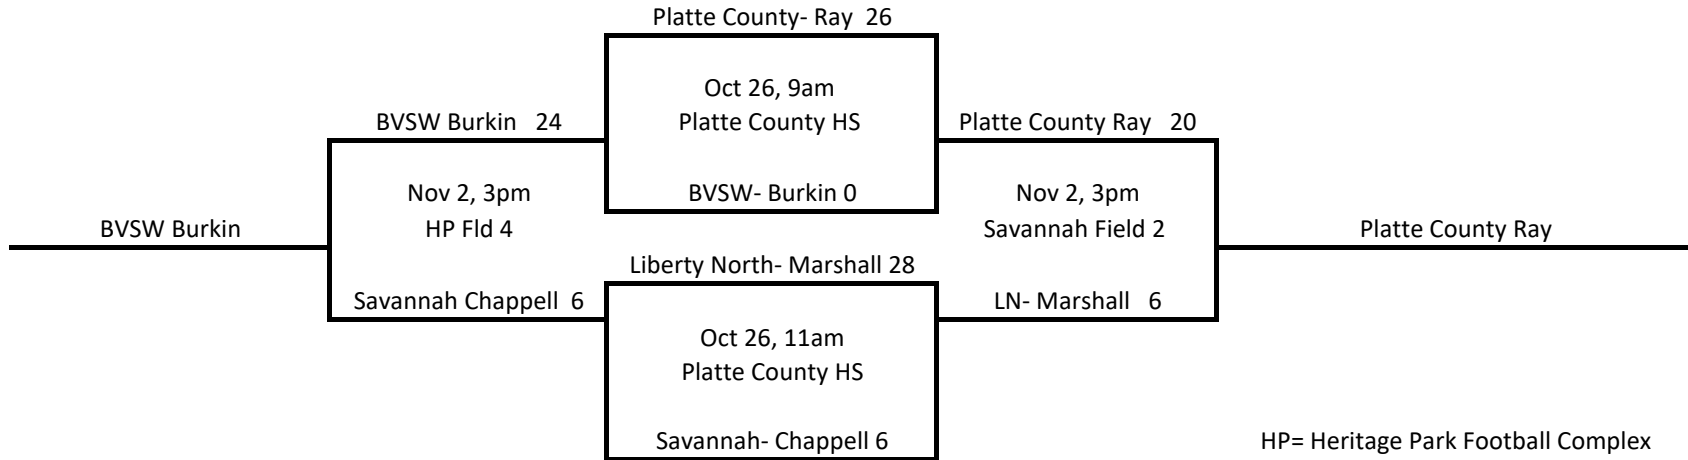 Platte County- Ray 26
Oct 26, 9am
BVSW Burkin 24
Platte County HS
Platte County Ray 20
Nov 2, 3pm
BVSW- Burkin 0
Nov 2, 3pm
BVSW Burkin
HP Fld 4
Savannah Field 2
Platte County Ray
Liberty North- Marshall 28
Savannah Chappell 6
LN- Marshall 6
Oct 26, 11am
Platte County HS
Savannah- Chappell 6
HP= Heritage Park Football Complex